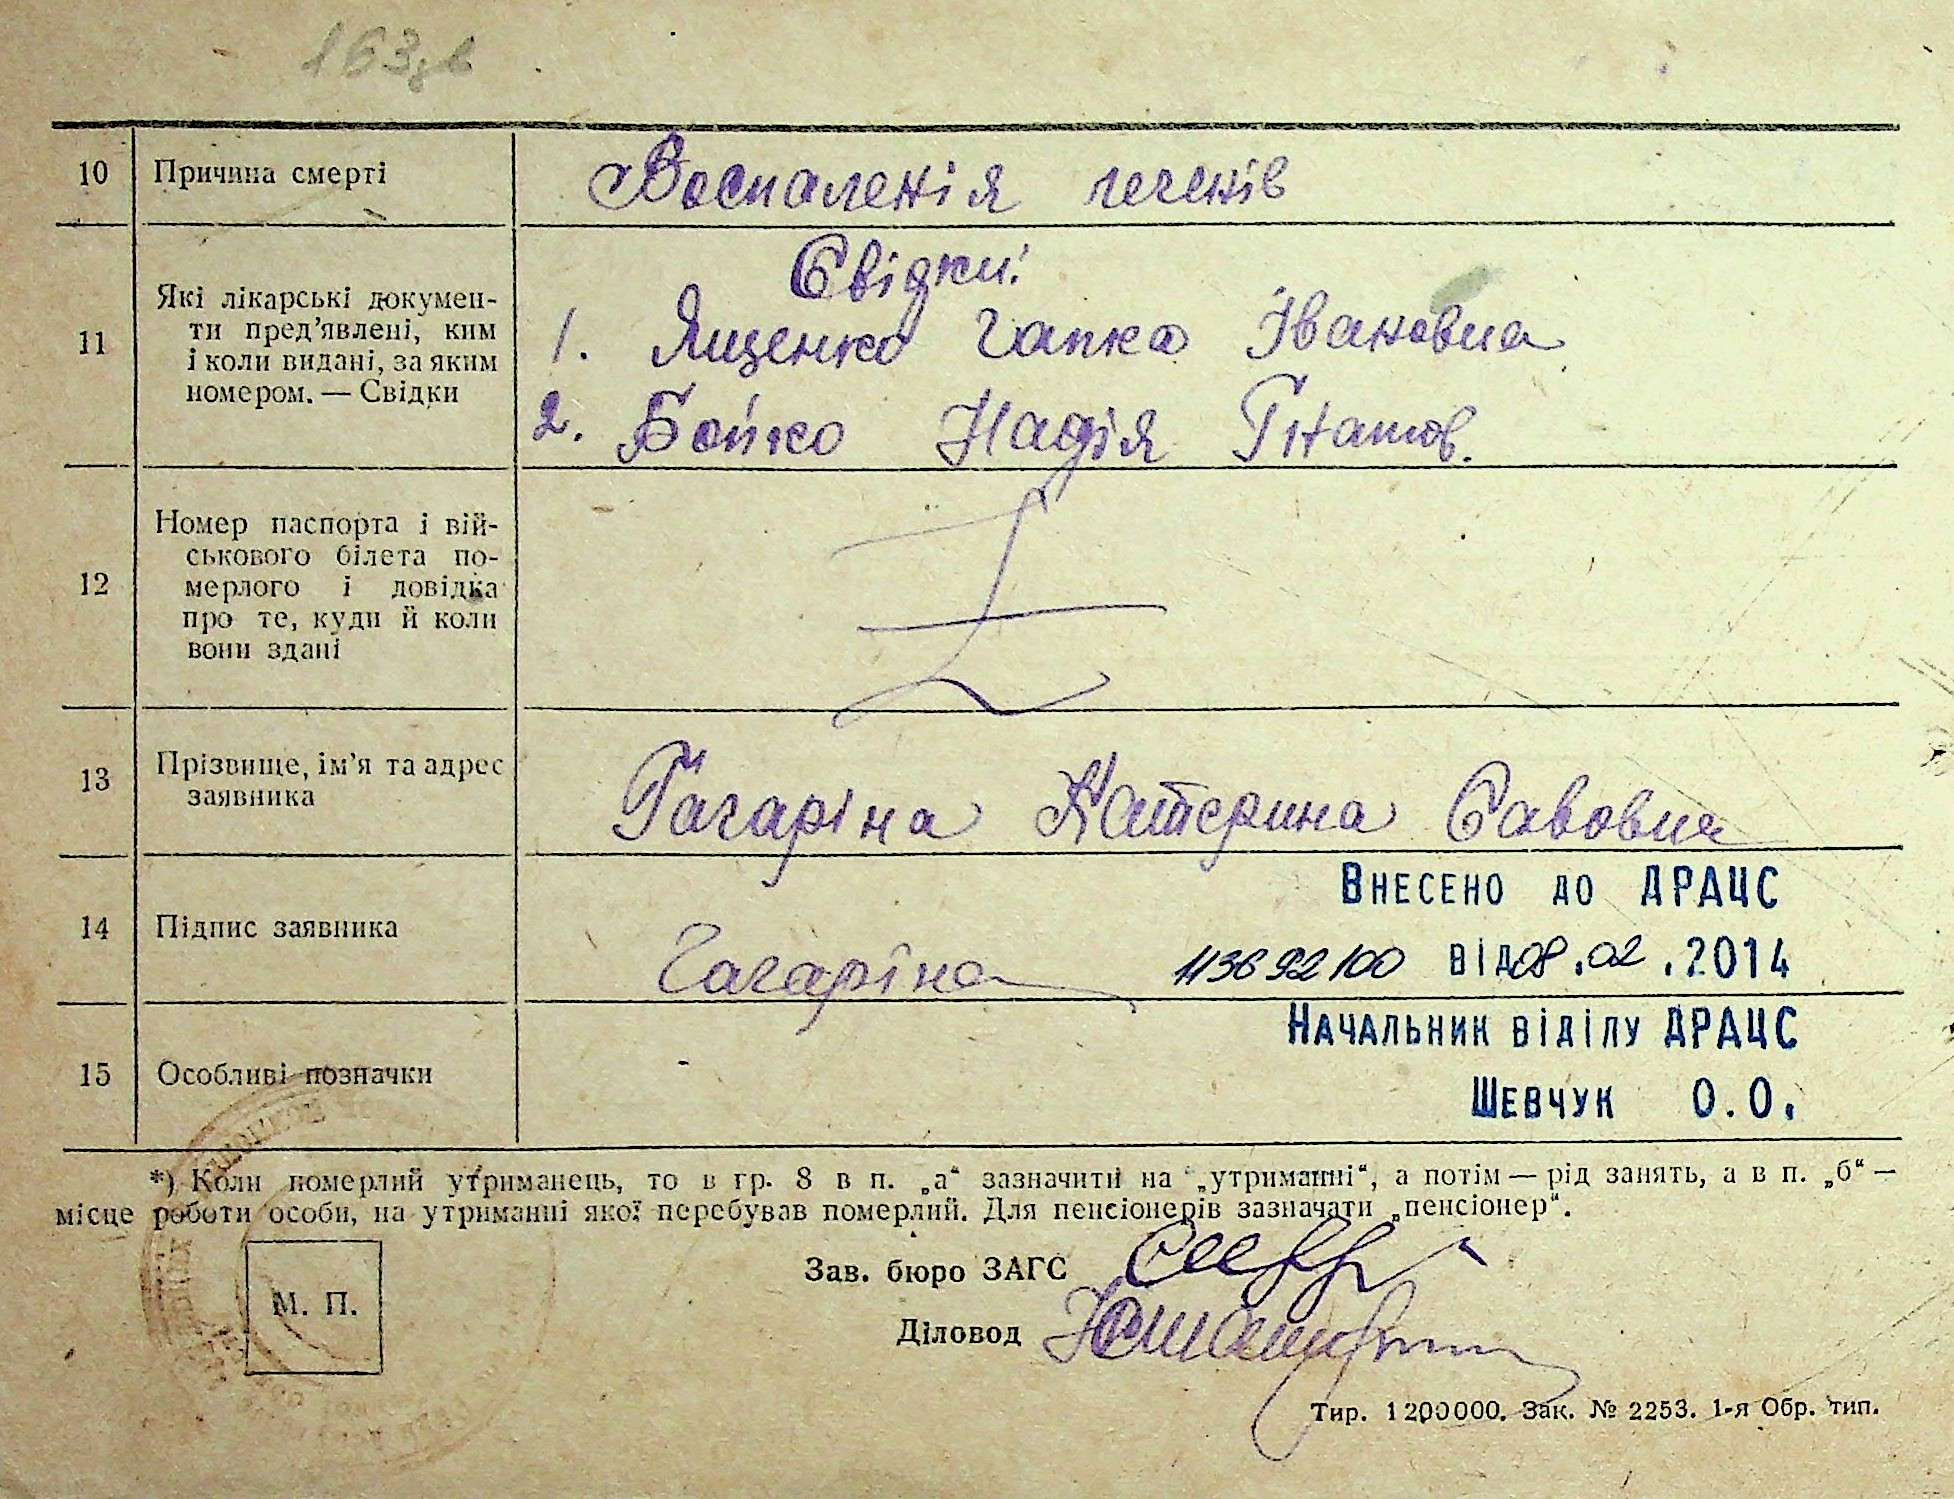 163 зв
10 Причина смерті Воспаленія печенів
11 Які лікарські докумен-
ти пред’явлені, ким
і коли видані, за яким
номером. — Свідки
Свідки:
1. Ященко Гапка Івановна
2. Бойко Надія Гнатов.
12 Номер паспорта і вій-
ськового білета по-
мерлого і довідка
про те, куди й коли
вони здані
13 Прізвище, ім’я та адрес
заявника
Гагаріна Катерина Савовна
Внесено до ДРАЦС
14 Підпис заявника Гагаріна
113692100 від 08.02.2014
Начальник віділу ДРАЦС
15 Особливі позначки -
Шевчук О.О.
*) Коли померлий утриманець, то в гр. 8 в п. „а“ зазначити на „утриманні“, а потім — рід занять, а в п. „б“ —
місце роботи особи, на утриманні якої перебував померлий. Для пенсіонерів зазначати „пенсіонер“.
Зав. бюро ЗАГС
М. П.
Діловод
Тир. 1200000. Зак. № 2253. 1-я Обр. тип.